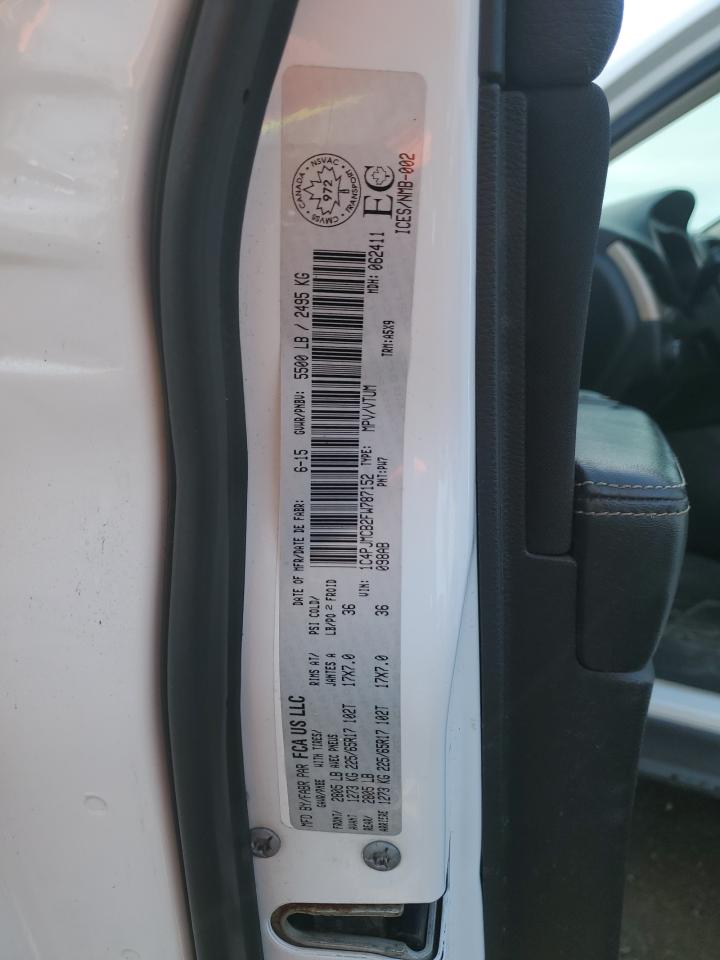 MFD BY/FABR PAR FCA US LLC
DATE OF MFR/DATE DE FABR: 6-15
GVWR/PNBV: 5500 LB / 2495 KG
GAWR/PNBE WITH TIRES/ RIMS AT/ PSI COLD/
AVEC PNEUS JANTES A LB/PO2 FROID
FRONT/ 2805 LB
AVANT 1273 KG 225/65R17 102T 17X7.0 36
REAR/ 2805 LB
ARRIERE 1273 KG 225/65R17 102T 17X7.0 36
VIN: 1C4PJMCB2FW787152 TYPE: MPV/VTUM
098AB PNT:PW7 TRM:A5X9
MDH: 062411
CANADA · NSVAC · TRANSPORT · CMVSS
972
EC
ICES/NMB-002